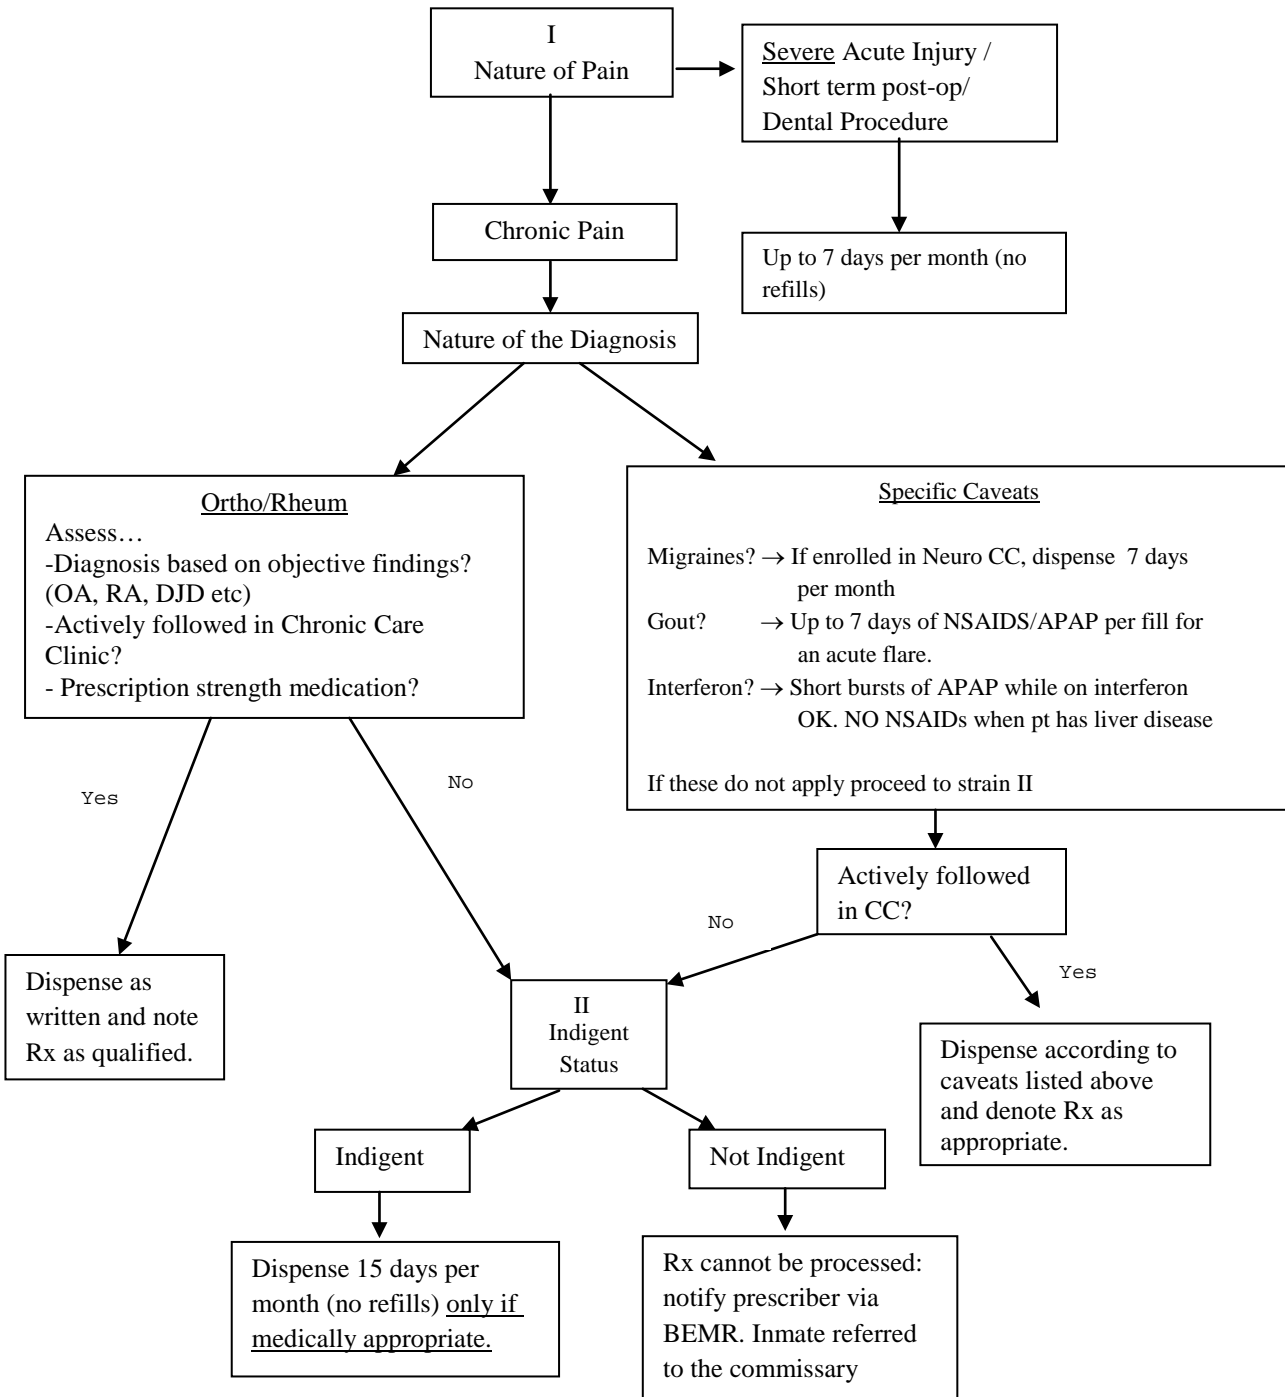 I
Nature of Pain
Severe Acute Injury /
Short term post-op/
Dental Procedure
Chronic Pain
Up to 7 days per month (no
refills)
Nature of the Diagnosis
Ortho/Rheum
Assess…
-Diagnosis based on objective findings?
(OA, RA, DJD etc)
-Actively followed in Chronic Care
Clinic?
- Prescription strength medication?
Specific Caveats
Migraines? → If enrolled in Neuro CC, dispense 7 days
per month
Gout? → Up to 7 days of NSAIDS/APAP per fill for
an acute flare.
Interferon? → Short bursts of APAP while on interferon
OK. NO NSAIDs when pt has liver disease
If these do not apply proceed to strain II
Yes
No
Actively followed
in CC?
No
Yes
Dispense as
written and note
Rx as qualified.
II
Indigent
Status
Dispense according to
caveats listed above
and denote Rx as
appropriate.
Indigent
Not Indigent
Dispense 15 days per
month (no refills) only if
medically appropriate.
Rx cannot be processed:
notify prescriber via
BEMR. Inmate referred
to the commissary